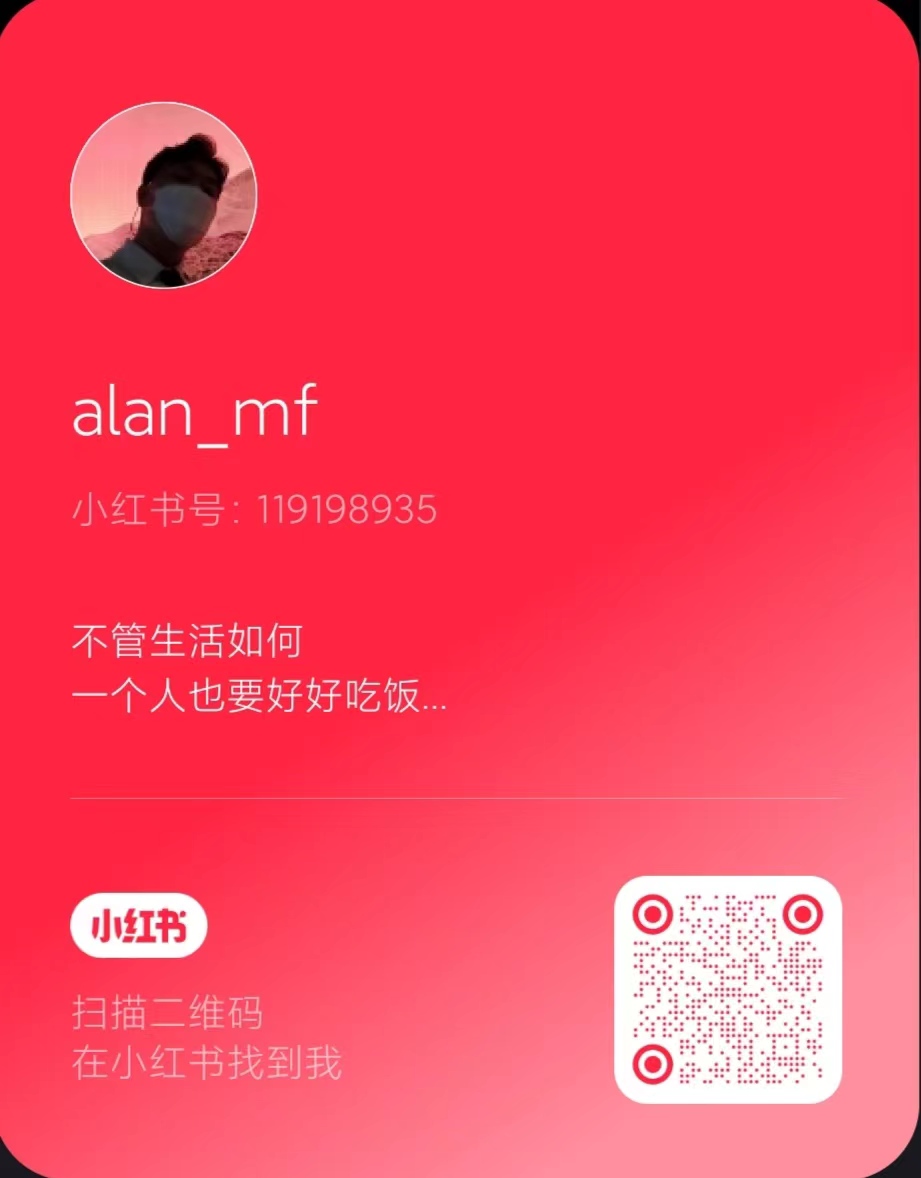 alan_mf
小红书号：119198935
不管生活如何
一个人也要好好吃饭...
小红书
扫描二维码
在小红书找到我